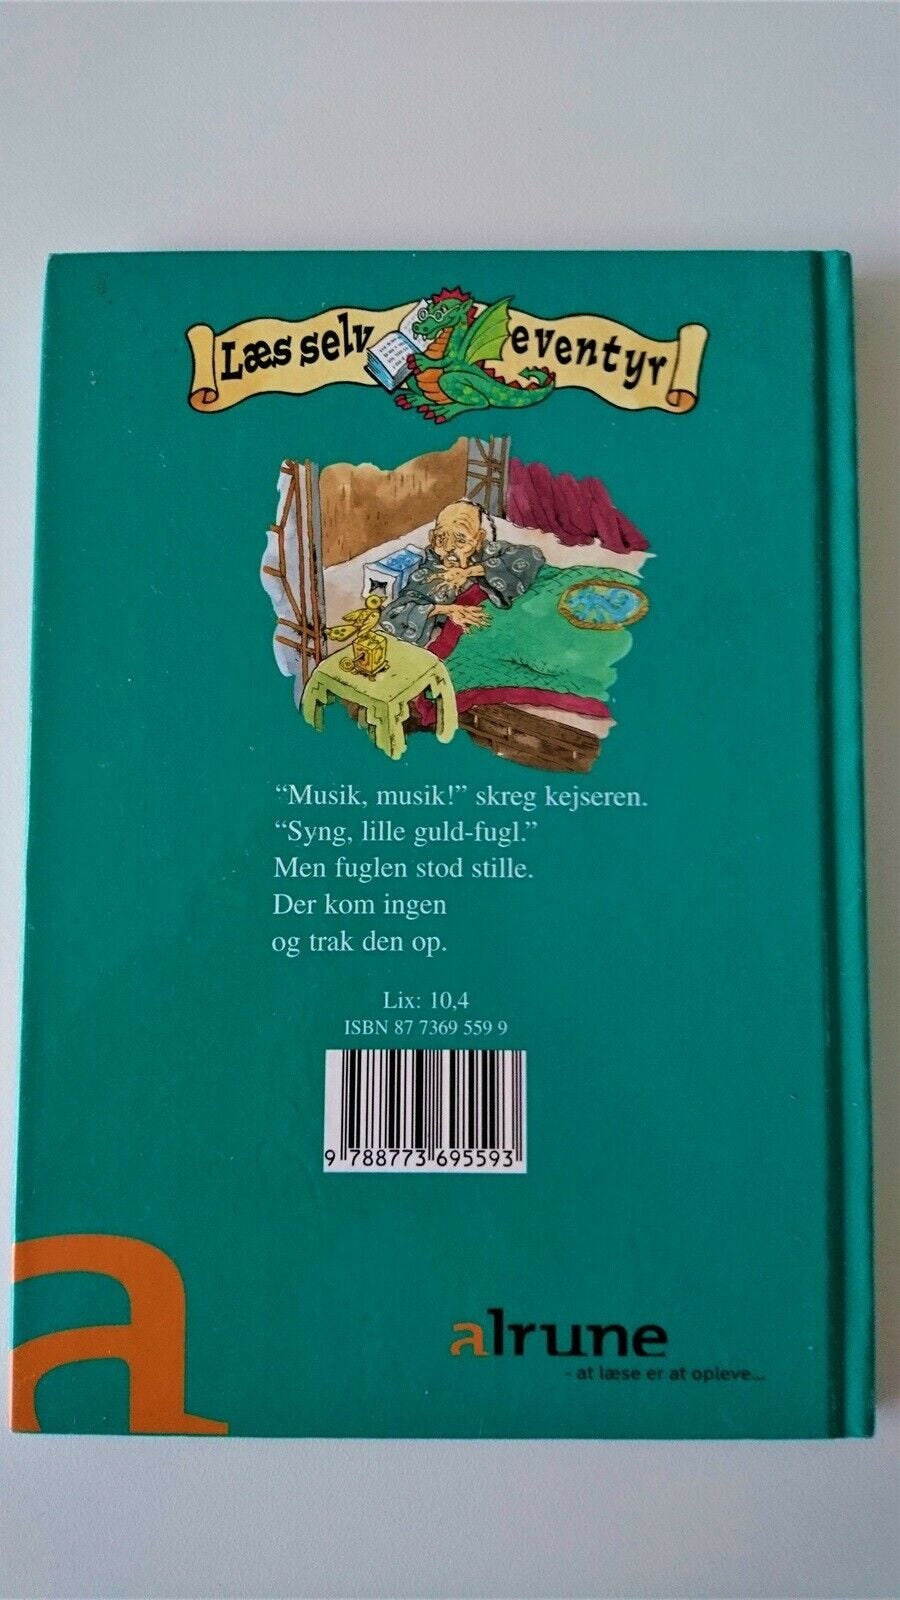 Læs selv eventyr
“Musik, musik!” skreg kejseren.
“Syng, lille guld-fugl.”
Men fuglen stod stille.
Der kom ingen
og trak den op.
Lix: 10,4
ISBN 87 7369 559 9
9 788773 695593
a
alrune
- at læse er at opleve...